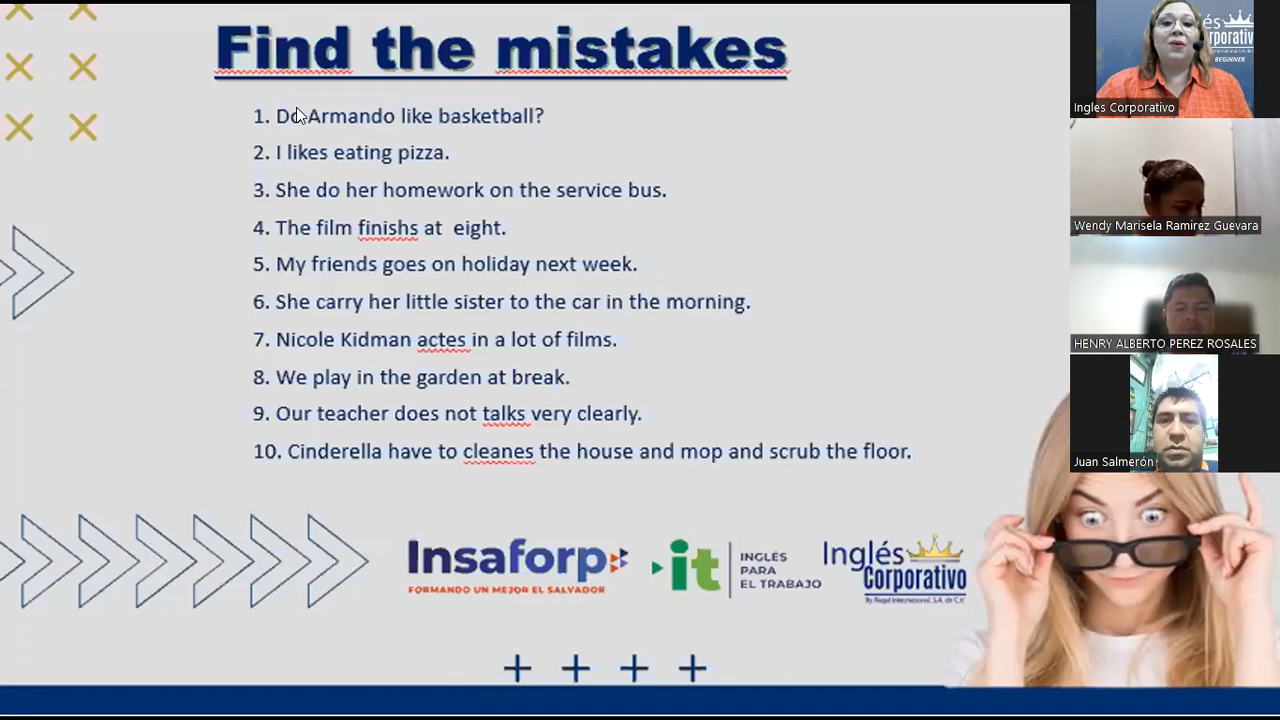 Find the mistakes
1. Do Armando like basketball?
2. I likes eating pizza.
3. She do her homework on the service bus.
4. The film finishs at eight.
5. My friends goes on holiday next week.
6. She carry her little sister to the car in the morning.
7. Nicole Kidman actes in a lot of films.
8. We play in the garden at break.
9. Our teacher does not talks very clearly.
10. Cinderella have to cleanes the house and mop and scrub the floor.
Insaforp
FORMANDO UN MEJOR EL SALVADOR
it
INGLÉS
PARA
EL TRABAJO
Inglés
Corporativo
BEGINNER
Ingles Corporativo
Wendy Marisela Ramirez Guevara
HENRY ALBERTO PEREZ ROSALES
Juan Salmerón